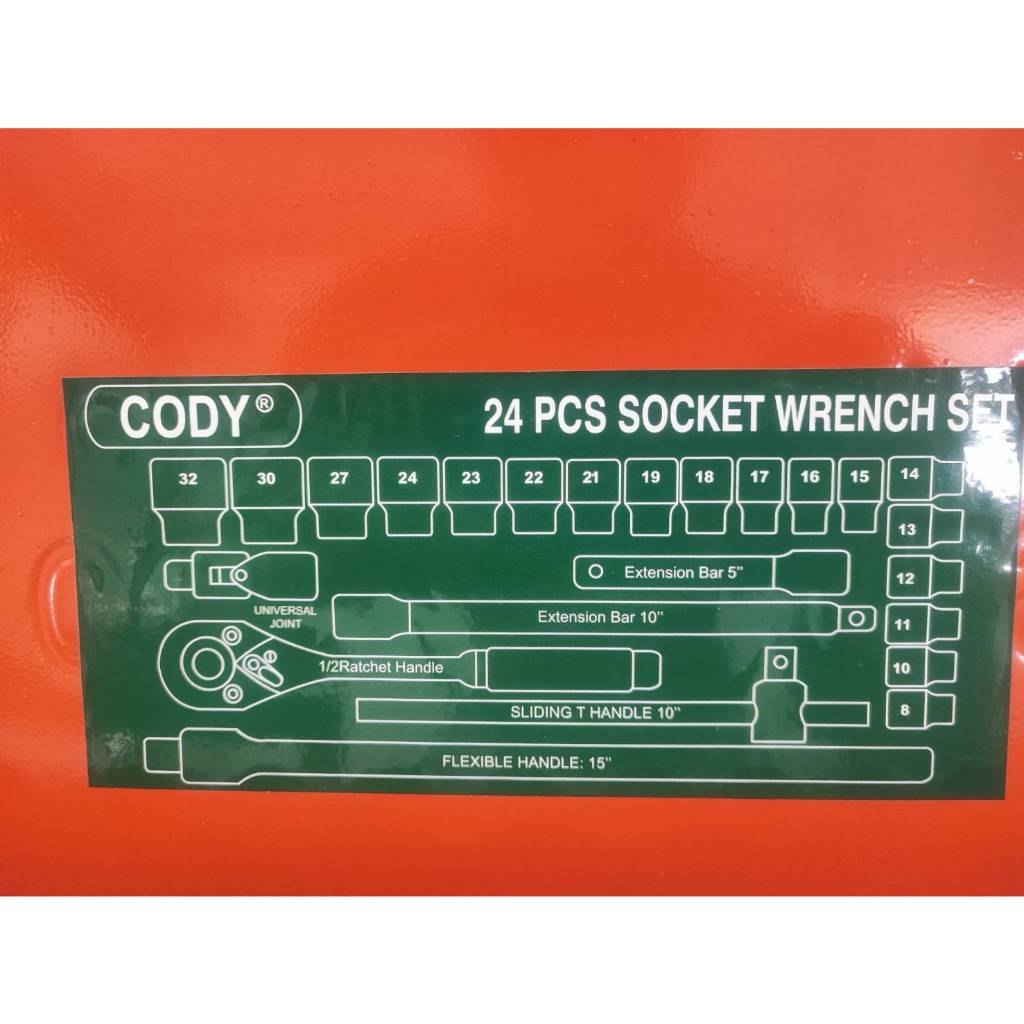 CODY®
24 PCS SOCKET WRENCH SET
32 30 27 24 23 22 21 19 18 17 16 15 14
13
12
11
10
8
Extension Bar 5"
UNIVERSAL
JOINT
Extension Bar 10"
1/2Ratchet Handle
SLIDING T HANDLE 10"
FLEXIBLE HANDLE: 15"